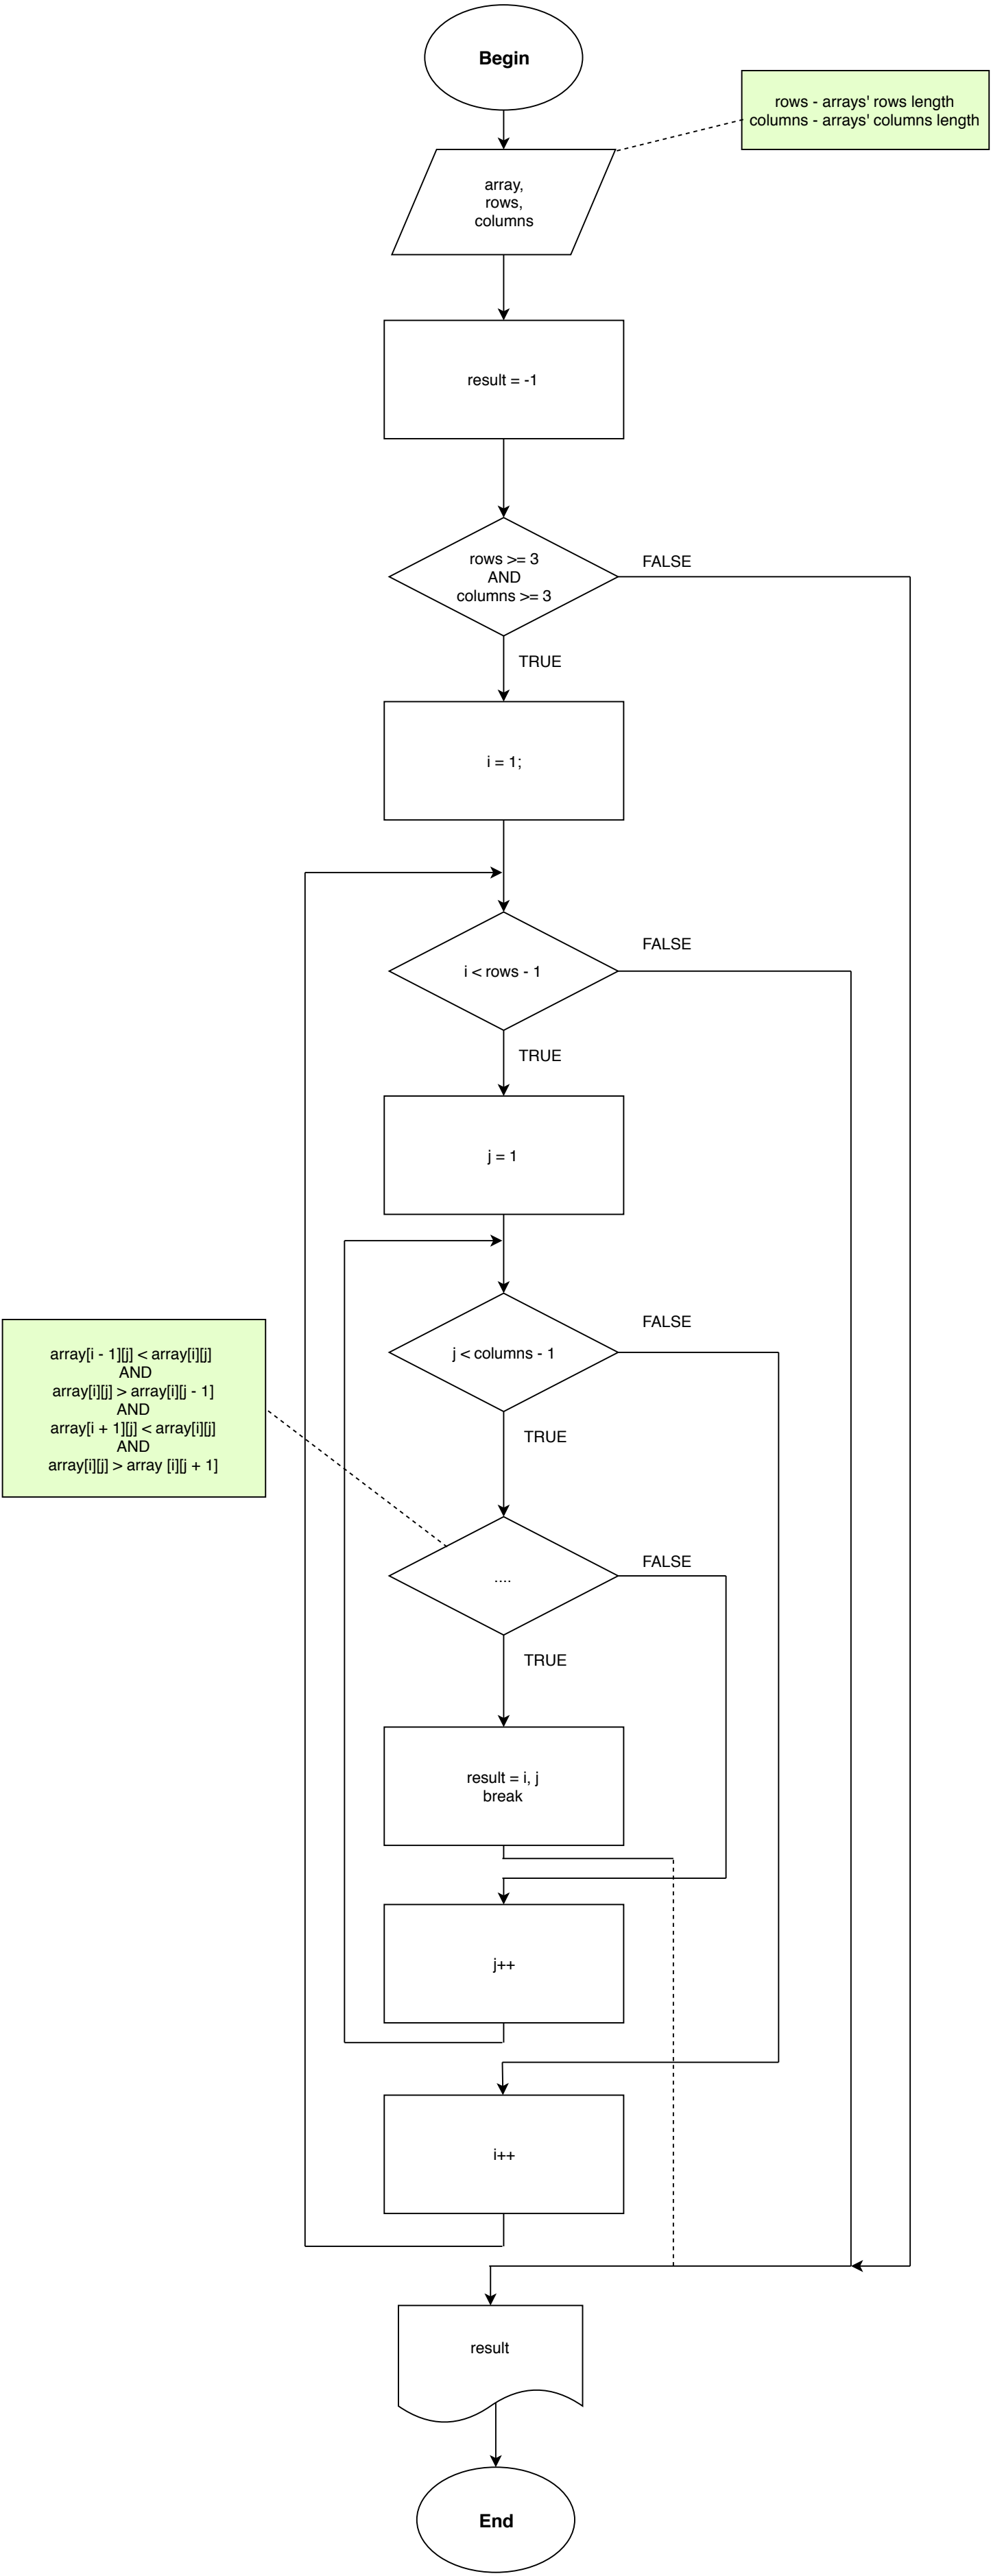 Begin
rows - arrays' rows length
columns - arrays' columns length
array,
rows,
columns
result = -1
rows >= 3
AND
columns >= 3
FALSE
TRUE
i = 1;
i < rows - 1
FALSE
TRUE
j = 1
j < columns - 1
FALSE
TRUE
array[i - 1][j] < array[i][j]
AND
array[i][j] > array[i][j - 1]
AND
array[i + 1][j] < array[i][j]
AND
array[i][j] > array [i][j + 1]
....
FALSE
TRUE
result = i, j
break
j++
i++
result
End